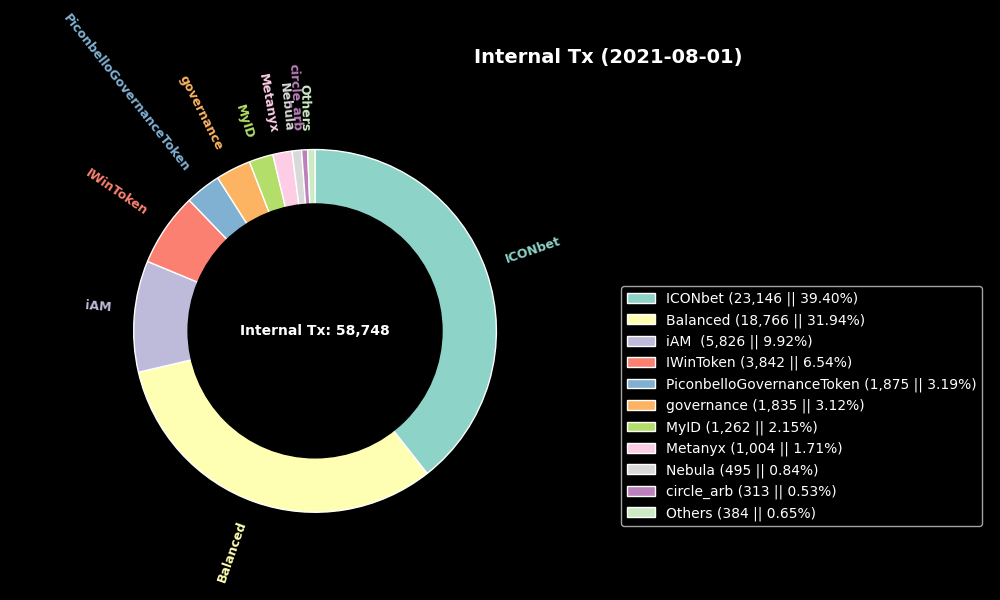 Internal Tx (2021-08-01)
PiconbelloGovernanceToken
governance
MyID
Metanyx
Nebula
circle_arb
Others
IWinToken
ICONbet
iAM
Internal Tx: 58,748
Balanced
ICONbet (23,146 || 39.40%)
Balanced (18,766 || 31.94%)
iAM  (5,826 || 9.92%)
IWinToken (3,842 || 6.54%)
PiconbelloGovernanceToken (1,875 || 3.19%)
governance (1,835 || 3.12%)
MyID (1,262 || 2.15%)
Metanyx (1,004 || 1.71%)
Nebula (495 || 0.84%)
circle_arb (313 || 0.53%)
Others (384 || 0.65%)